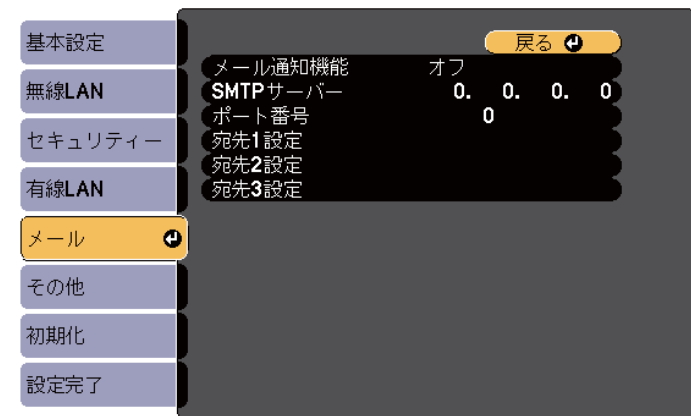 基本設定
無線LAN
セキュリティー
有線LAN
メール
その他
初期化
設定完了
戻る
メール通知機能 オフ
SMTPサーバー 0. 0. 0. 0
ポート番号 0
宛先1設定
宛先2設定
宛先3設定